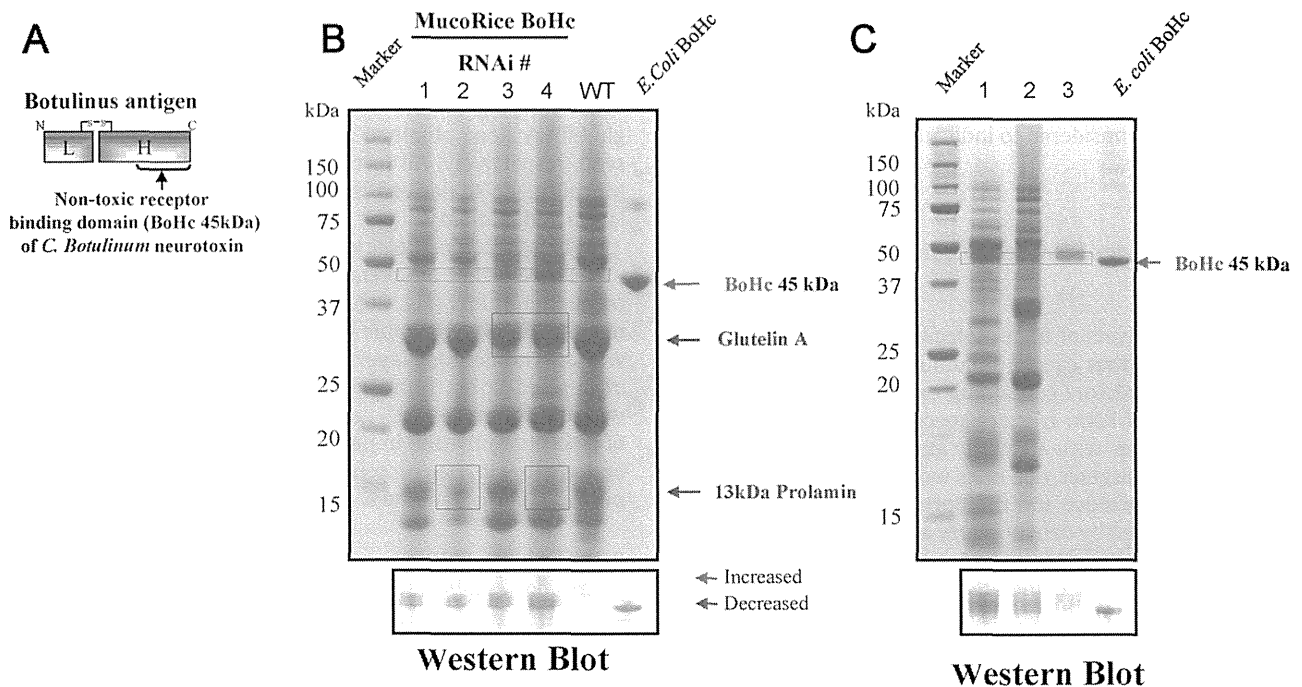 A
Botulinus antigen
N
S-S
C
L
H
Non-toxic receptor
binding domain (BoHc 45kDa)
of C. Botulinum neurotoxin
B
MucoRice BoHc
RNAi #
Marker
1 2 3 4 WT
E.Coli BoHc
kDa
150
100
75
50
37
25
20
15
BoHc 45 kDa
Glutelin A
13kDa Prolamin
Increased
Decreased
Western Blot
C
Marker
1 2 3
E. coli BoHc
kDa
150
100
75
50
37
25
20
15
BoHc 45 kDa
Western Blot